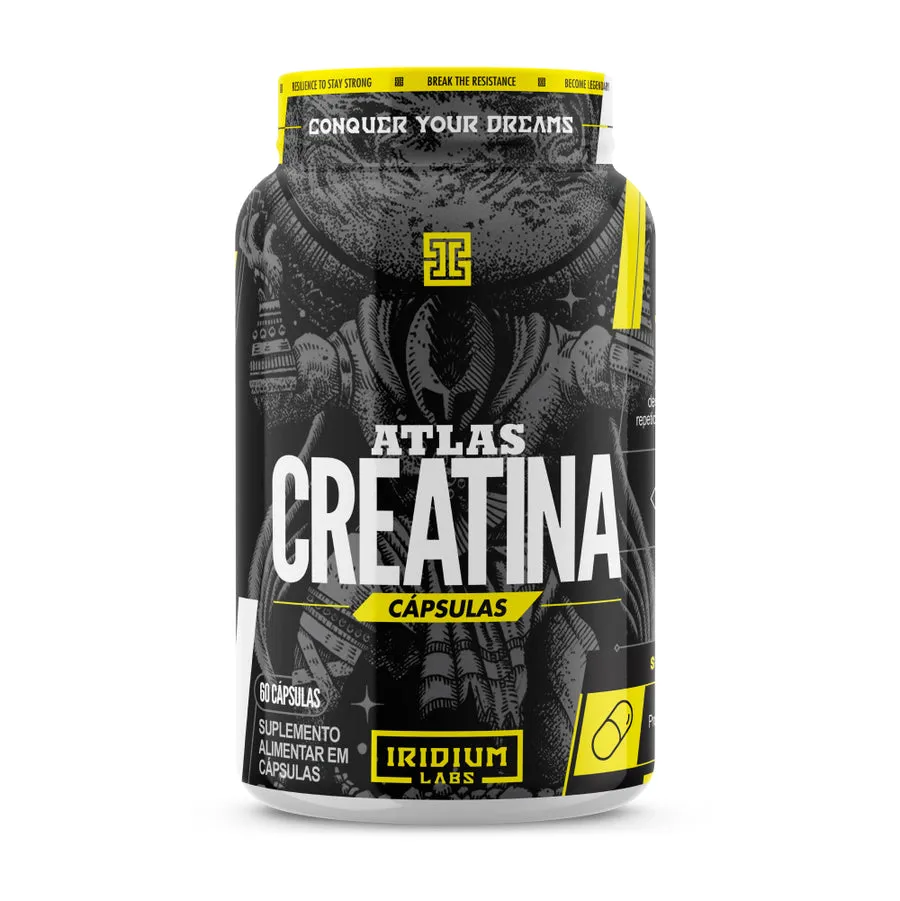 RESILIENCE TO STAY STRONG BREAK THE RESISTANCE BECOME
CONQUER YOUR DREAMS
ATLAS
CREATINA
CÁPSULAS
60 CÁPSULAS
SUPLEMENTO
ALIMENTAR EM
CÁPSULAS
IRIDIUM
LABS